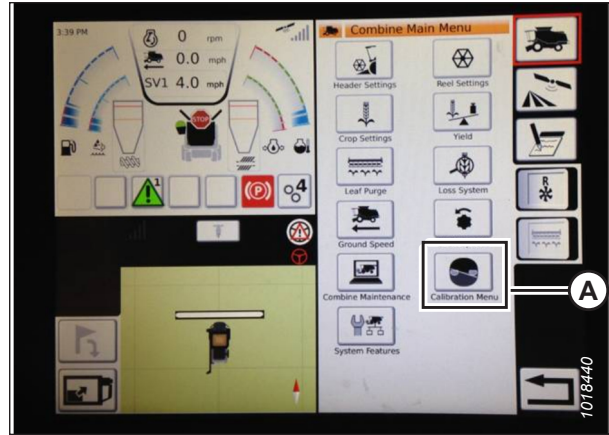 3:39 PM
0 rpm
0.0 mph
SV1 4.0 mph
STOP
1
(P)
4
Combine Main Menu
Header Settings
Reel Settings
Crop Settings
Yield
Leaf Purge
Loss System
Ground Speed
Combine Maintenance
Calibration Menu
System Features
R
A
1018440